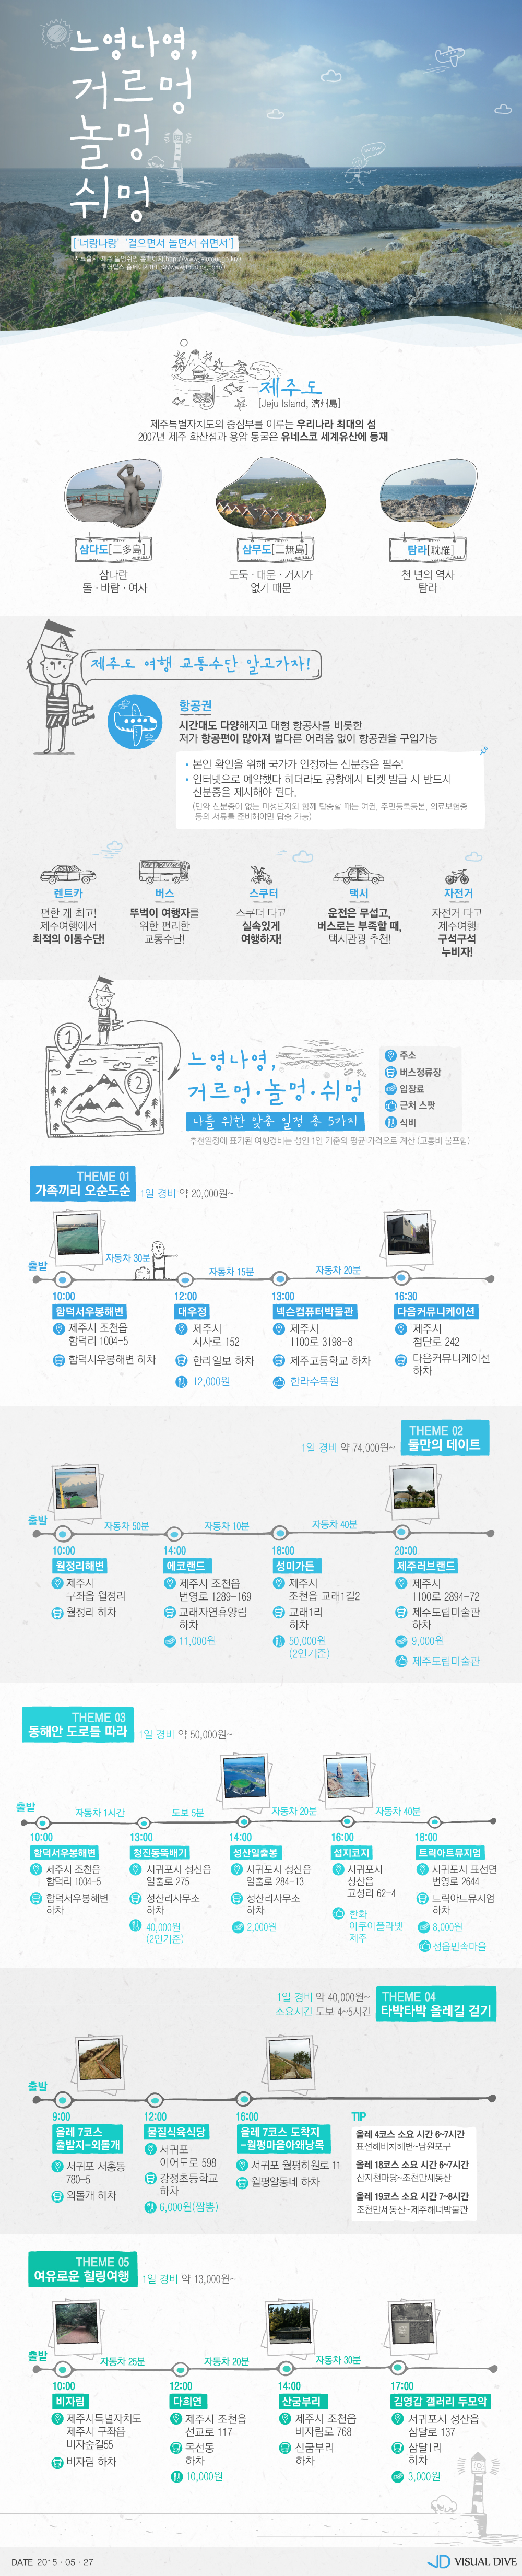 느영나영,
거르멍
놀멍
쉬멍
['너랑나랑' '걸으면서 놀면서 쉬면서']
제주도
[Jeju Island, 濟州島]
제주특별자치도의 중심부를 이루는 우리나라 최대의 섬
2007년 제주 화산섬과 용암 동굴은 유네스코 세계유산에 등재
삼다도[三多島]
삼다란
돌 · 바람 · 여자
삼무도[三無島]
도둑 · 대문 · 거지가
없기 때문
탐라[耽羅]
천 년의 역사
탐라
제주도 여행 교통수단 알고가자!
항공권
시간대도 다양해지고 대형 항공사를 비롯한
저가 항공편이 많아져 별다른 어려움 없이 항공권을 구입가능
• 본인 확인을 위해 국가가 인정하는 신분증은 필수!
• 인터넷으로 예약했다 하더라도 공항에서 티켓 발급 시 반드시
신분증을 제시해야 된다.
(만약 신분증이 없는 미성년자와 함께 탑승할 때는 여권, 주민등록등본, 의료보험증
등의 서류를 준비해야만 탑승 가능)
렌트카
편한 게 최고!
제주여행에서
최적의 이동수단!
버스
뚜벅이 여행자를
위한 편리한
교통수단!
스쿠터
스쿠터 타고
실속있게
여행하자!
택시
운전은 무섭고,
버스로는 부족할 때,
택시관광 추천!
자전거
자전거 타고
제주여행
구석구석
누비자!
1
2
느영나영,
거르멍·놀멍·쉬멍
나를 위한 맞춤 일정 총 5가지
주소
버스정류장
입장료
근처 스팟
식비
추천일정에 표기된 여행경비는 성인 1인 기준의 평균 가격으로 계산 (교통비 불포함)
THEME 01
가족끼리 오순도순
1일 경비 약 20,000원~
출발
자동차 30분
자동차 15분
자동차 20분
10:00
함덕서우봉해변
제주시 조천읍
함덕리 1004-5
함덕서우봉해변 하차
12:00
대우정
제주시
서사로 152
한라일보 하차
12,000원
13:00
넥슨컴퓨터박물관
제주시
1100로 3198-8
제주고등학교 하차
한라수목원
16:30
다음커뮤니케이션
제주시
첨단로 242
다음커뮤니케이션
하차
THEME 02
둘만의 데이트
1일 경비 약 74,000원~
출발
자동차 50분
자동차 10분
자동차 40분
10:00
월정리해변
제주시
구좌읍 월정리
월정리 하차
14:00
에코랜드
제주시 조천읍
번영로 1289-169
교래자연휴양림
하차
11,000원
18:00
성미가든
제주시
조천읍 교래1길2
교래1리
하차
50,000원
(2인기준)
20:00
제주러브랜드
제주시
1100로 2894-72
제주도립미술관
하차
9,000원
제주도립미술관
THEME 03
동해안 도로를 따라
1일 경비 약 50,000원~
출발
자동차 1시간
도보 5분
자동차 20분
자동차 40분
10:00
함덕서우봉해변
제주시 조천읍
함덕리 1004-5
함덕서우봉해변
하차
13:00
청진동뚝배기
서귀포시 성산읍
일출로 275
성산리사무소
하차
40,000원
(2인기준)
14:00
성산일출봉
서귀포시 성산읍
일출로 284-13
성산리사무소
하차
2,000원
16:00
섭지코지
서귀포시
성산읍
고성리 62-4
한화
아쿠아플라넷
제주
18:00
트릭아트뮤지엄
서귀포시 표선면
번영로 2644
트릭아트뮤지엄
하차
8,000원
성읍민속마을
THEME 04
타박타박 올레길 걷기
1일 경비 약 40,000원~
소요시간 도보 4~5시간
출발
9:00
올레 7코스
출발지-외돌개
서귀포 서홍동
780-5
외돌개 하차
12:00
물질식육식당
서귀포
이어도로 598
강정초등학교
하차
6,000원(짬뽕)
16:00
올레 7코스 도착지
-월평마을아왜낭목
서귀포 월평하원로 11
월평알동네 하차
TIP
올레 4코스 소요 시간 6~7시간
표선해비치해변~남원포구
올레 18코스 소요 시간 6~7시간
산지천마당~조천만세동산
올레 19코스 소요 시간 7~8시간
조천만세동산~제주해녀박물관
THEME 05
여유로운 힐링여행
1일 경비 약 13,000원~
출발
자동차 25분
자동차 20분
자동차 30분
10:00
비자림
제주시특별자치도
제주시 구좌읍
비자숲길55
비자림 하차
12:00
다희연
제주시 조천읍
선교로 117
목선동
하차
10,000원
14:00
산굼부리
제주시 조천읍
비자림로 768
산굼부리
하차
17:00
김영갑 갤러리 두모악
서귀포시 성산읍
삼달로 137
삼달1리
하차
3,000원
DATE 2015 · 05 · 27
VISUAL DIVE